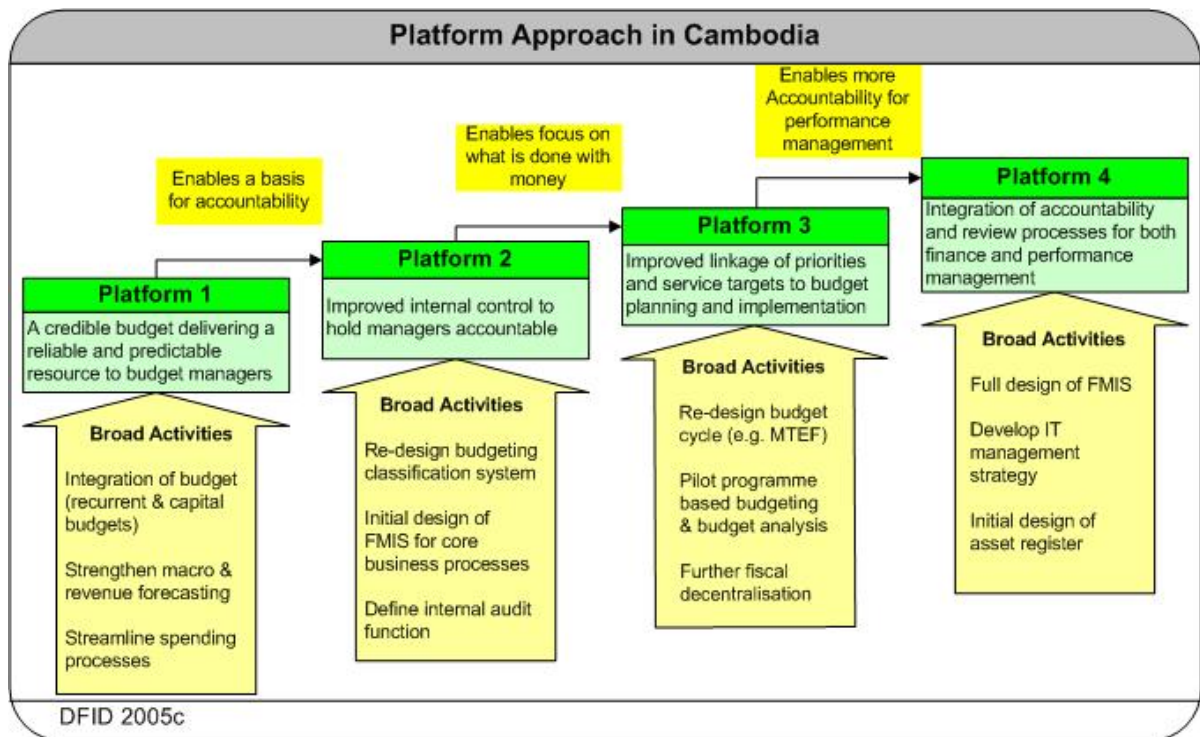 Platform Approach in Cambodia
Enables a basis
for accountability
Enables focus on
what is done with
money
Enables more
Accountability for
performance
management
Platform 1
A credible budget delivering a
reliable and predictable
resource to budget managers
Broad Activities
Integration of budget
(recurrent & capital
budgets)
Strengthen macro &
revenue forecasting
Streamline spending
processes
Platform 2
Improved internal control to
hold managers accountable
Broad Activities
Re-design budgeting
classification system
Initial design of
FMIS for core
business processes
Define internal audit
function
Platform 3
Improved linkage of priorities
and service targets to budget
planning and implementation
Broad Activities
Re-design budget
cycle (e.g. MTEF)
Pilot programme
based budgeting
& budget analysis
Further fiscal
decentralisation
Platform 4
Integration of accountability
and review processes for both
finance and performance
management
Broad Activities
Full design of FMIS
Develop IT
management
strategy
Initial design of
asset register
DFID 2005c